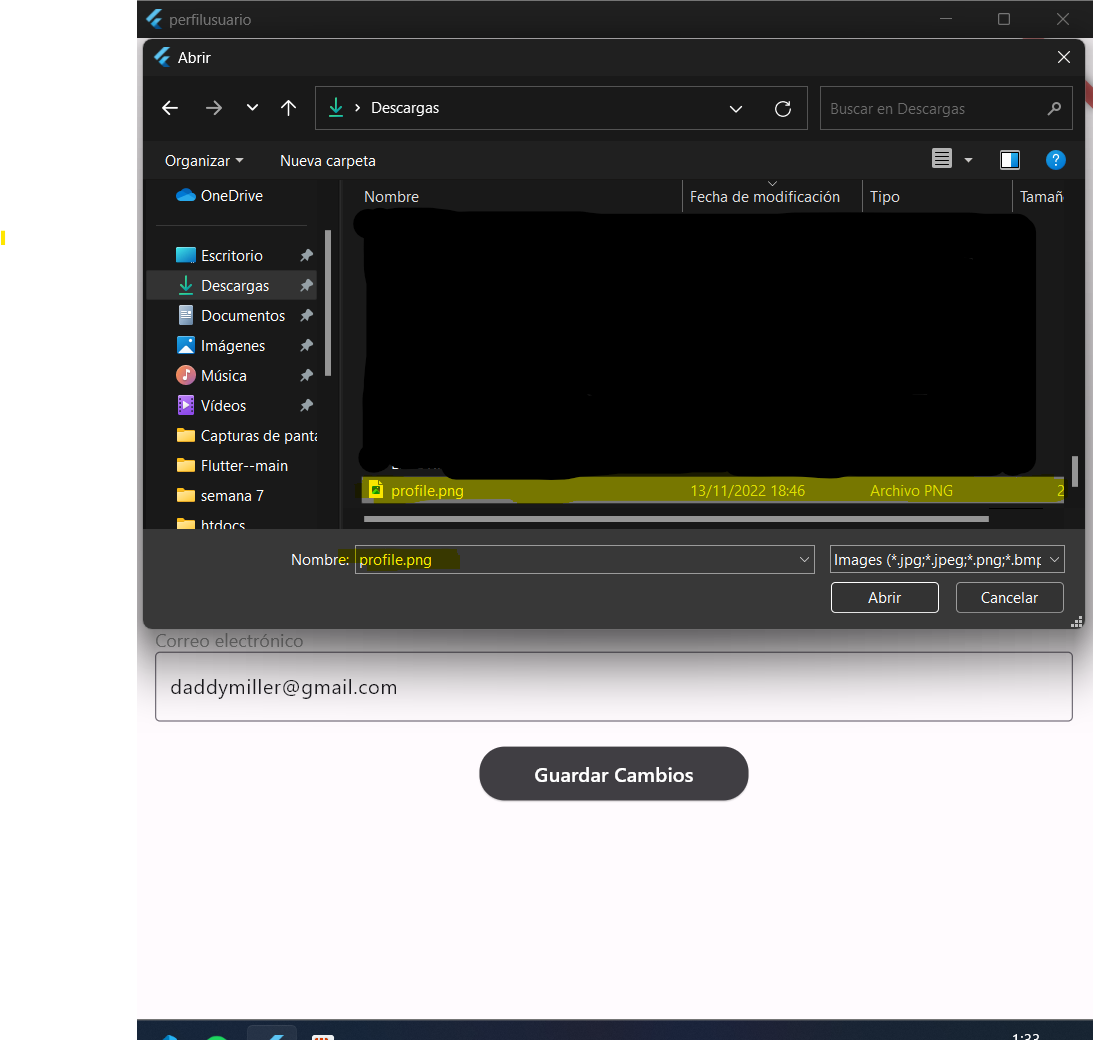 perfilusuario
Abrir
Descargas
Buscar en Descargas
Organizar
Nueva carpeta
OneDrive
Nombre
Fecha de modificación
Tipo
Tamañ
Escritorio
Descargas
Documentos
Imágenes
Música
Vídeos
Capturas de panta
Flutter--main
semana 7
htdocs
profile.png
13/11/2022 18:46
Archivo PNG
2
Nombre:
profile.png
Images (*.jpg;*.jpeg;*.png;*.bmp
Abrir
Cancelar
Correo electrónico
daddymiller@gmail.com
Guardar Cambios
1:33